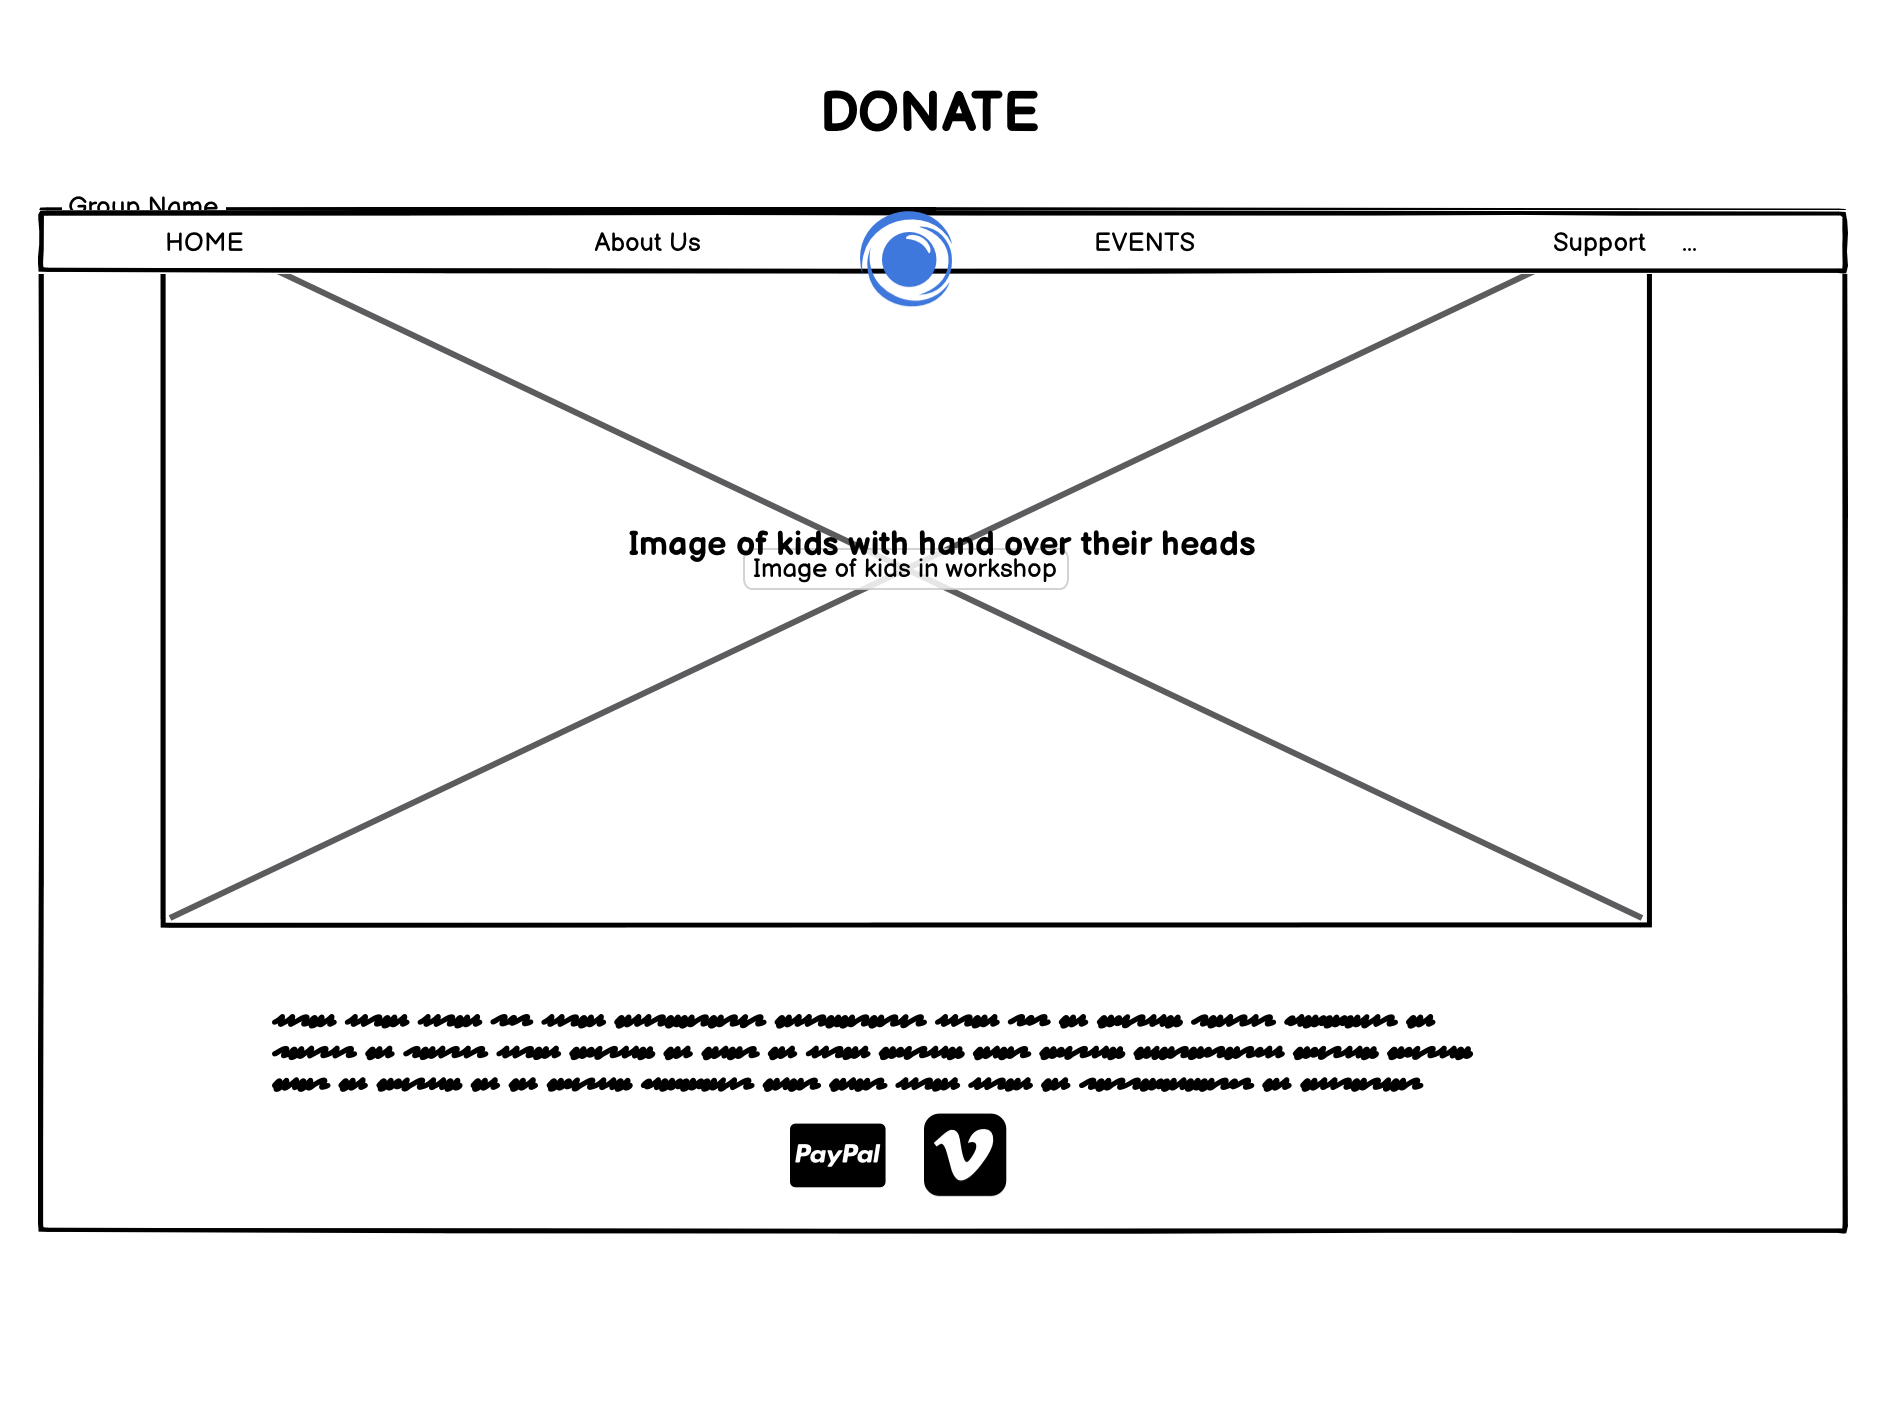 DONATE
Group Name
HOME About Us EVENTS Support ...
Image of kids with hand over their heads
Image of kids in workshop
PayPal